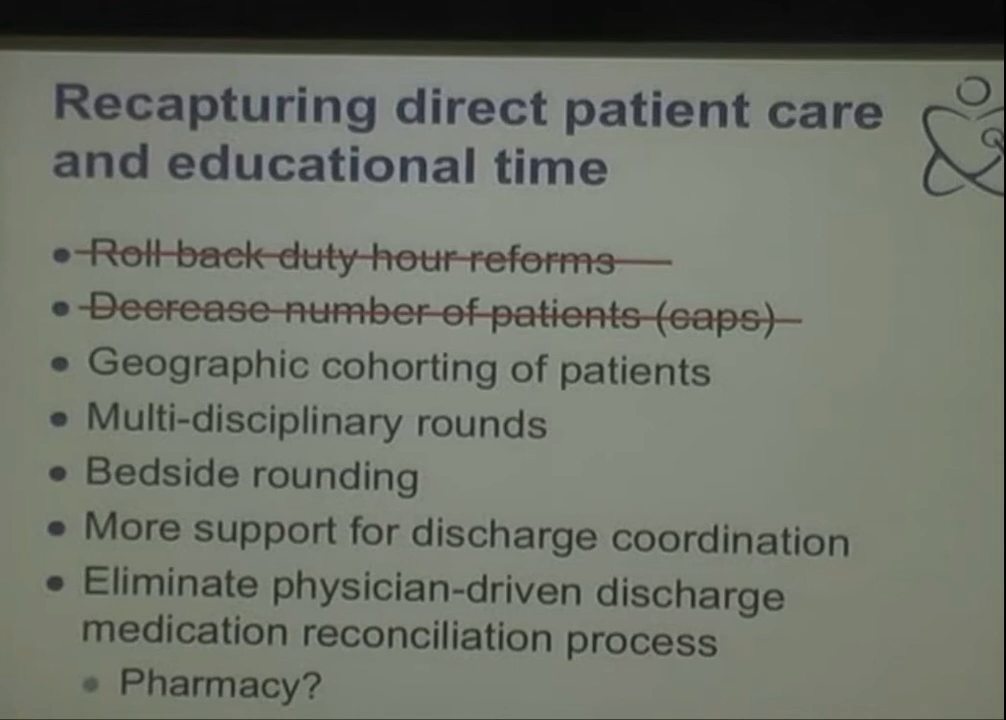 Recapturing direct patient care
and educational time
• Roll back duty hour reforms
• Decrease number of patients (caps)
• Geographic cohorting of patients
• Multi-disciplinary rounds
• Bedside rounding
• More support for discharge coordination
• Eliminate physician-driven discharge
medication reconciliation process
• Pharmacy?